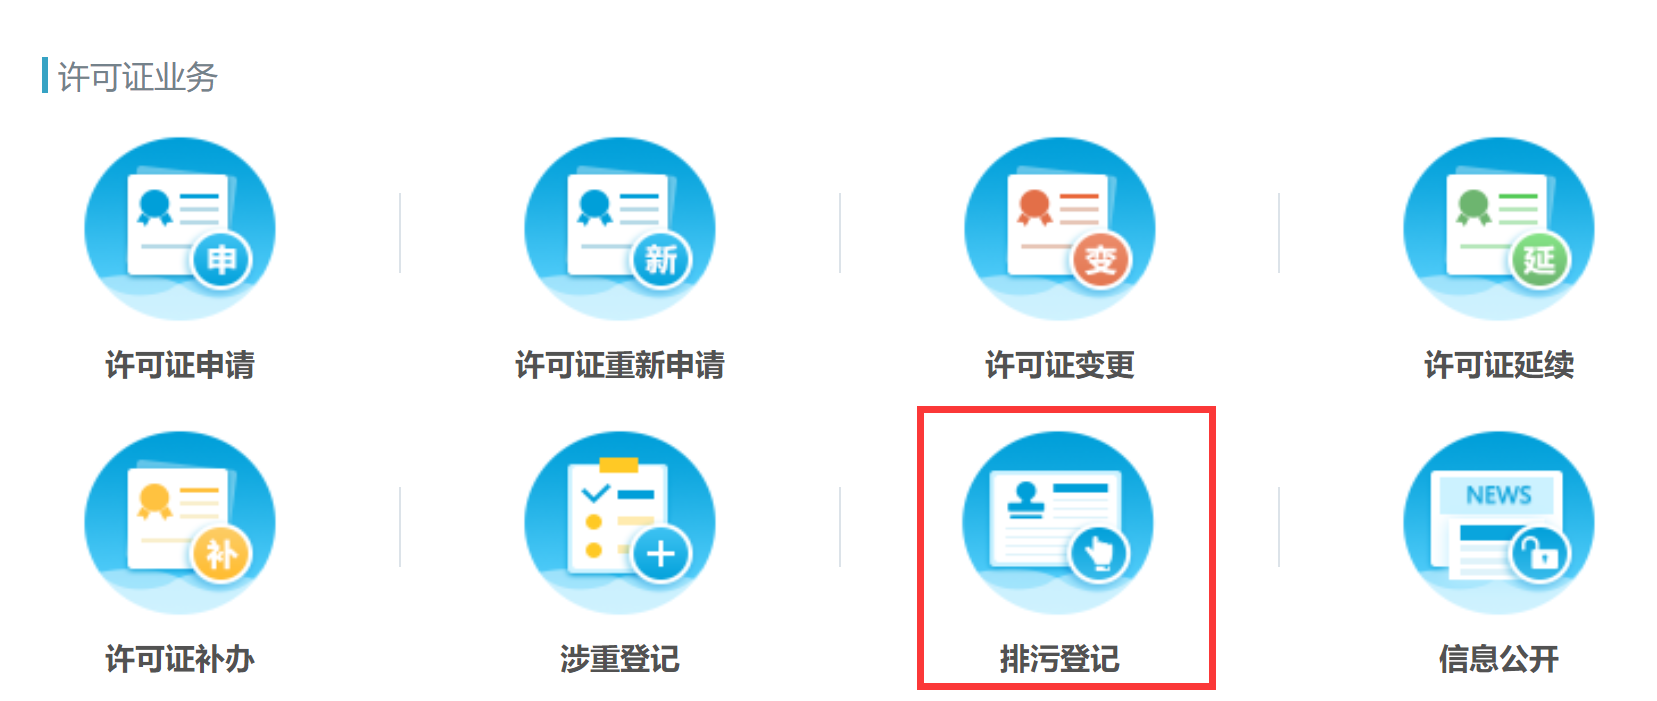 许可证业务
申
新
变
延
许可证申请
许可证重新申请
许可证变更
许可证延续
NEWS
补
许可证补办
涉重登记
排污登记
信息公开